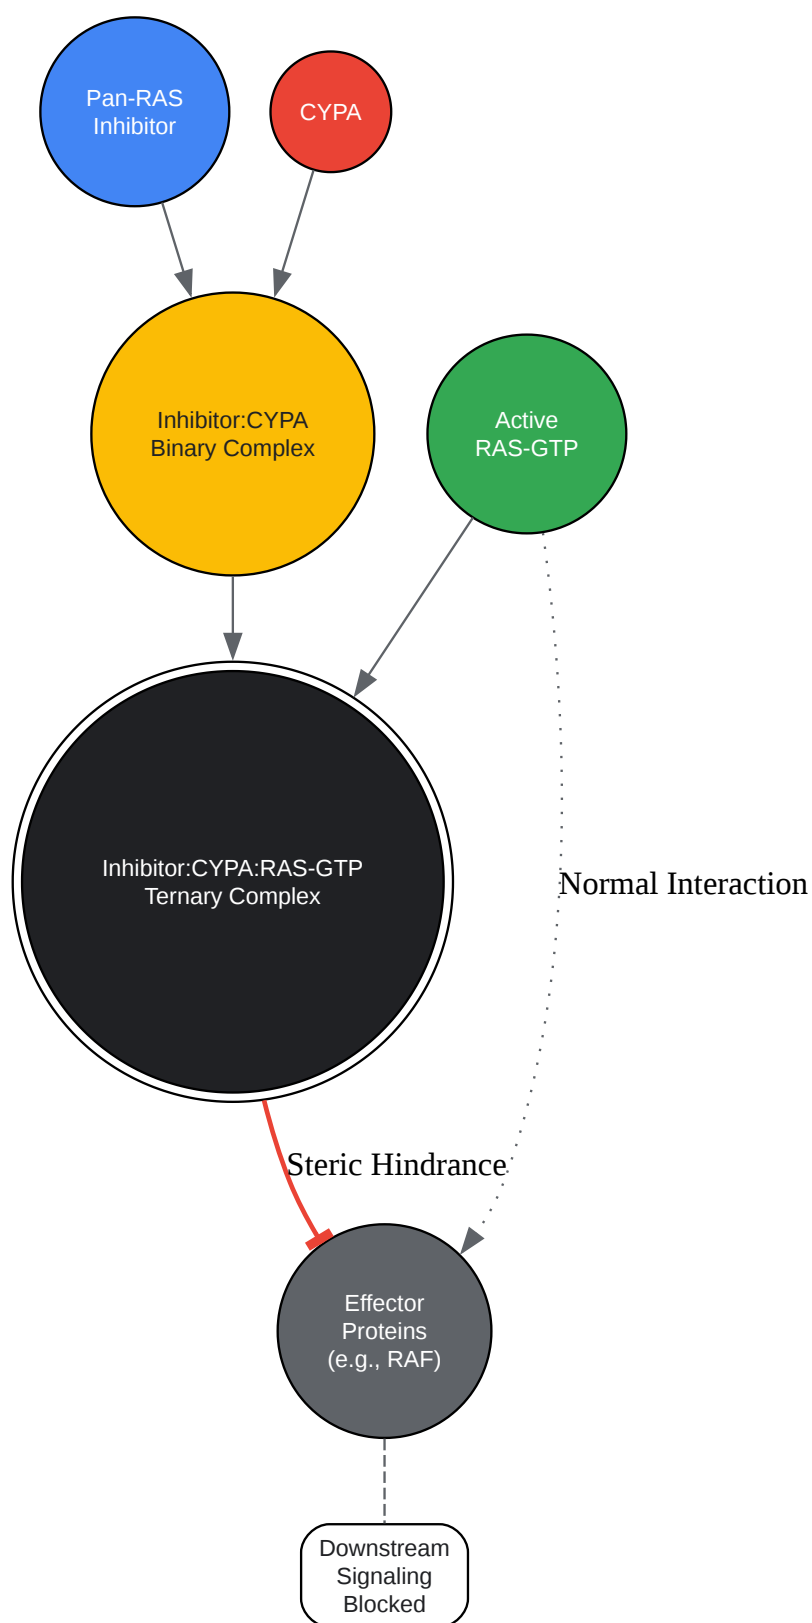 Pan-RAS
Inhibitor
CYPA
Inhibitor:CYPA
Binary Complex
Active
RAS-GTP
Inhibitor:CYPA:RAS-GTP
Ternary Complex
Normal Interaction
Steric Hindrance
Effector
Proteins
(e.g., RAF)
Downstream
Signaling
Blocked